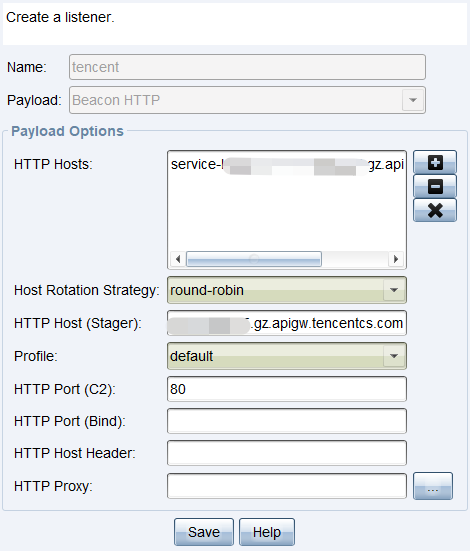 Create a listener.
Name: tencent
Payload: Beacon HTTP
Payload Options
HTTP Hosts: service- gz.api
Host Rotation Strategy: round-robin
HTTP Host (Stager): .gz.apigw.tencentcs.com
Profile: default
HTTP Port (C2): 80
HTTP Port (Bind):
HTTP Host Header:
HTTP Proxy: ...
Save Help